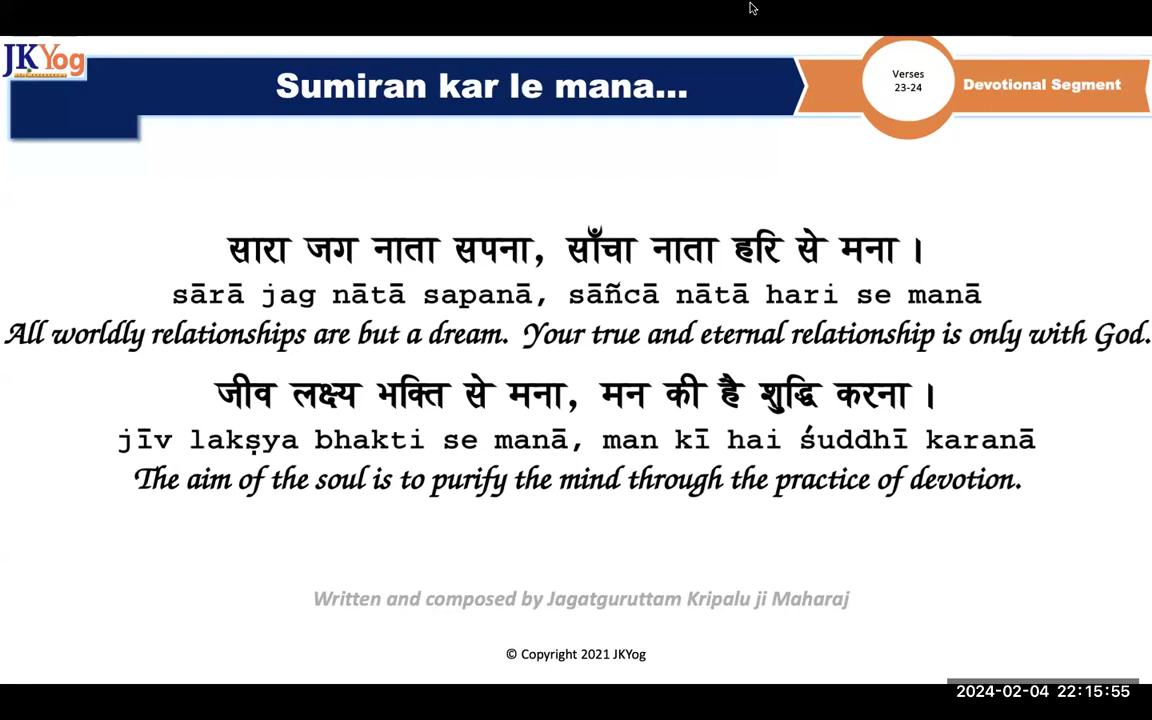 JKYog
Sumiran kar le mana...
Verses
23-24
Devotional Segment
सारा जग नाता सपना, साँचा नाता हरि से मना ।
sārā jag nātā sapanā, sāñcā nātā hari se manā
All worldly relationships are but a dream. Your true and eternal relationship is only with God.
जीव लक्ष्य भक्ति से मना, मन की है शुद्धि करना ।
jīv lakṣya bhakti se manā, man kī hai śuddhī karanā
The aim of the soul is to purify the mind through the practice of devotion.
Written and composed by Jagatguruttam Kripalu ji Maharaj
© Copyright 2021 JKYog
2024-02-04 22:15:55